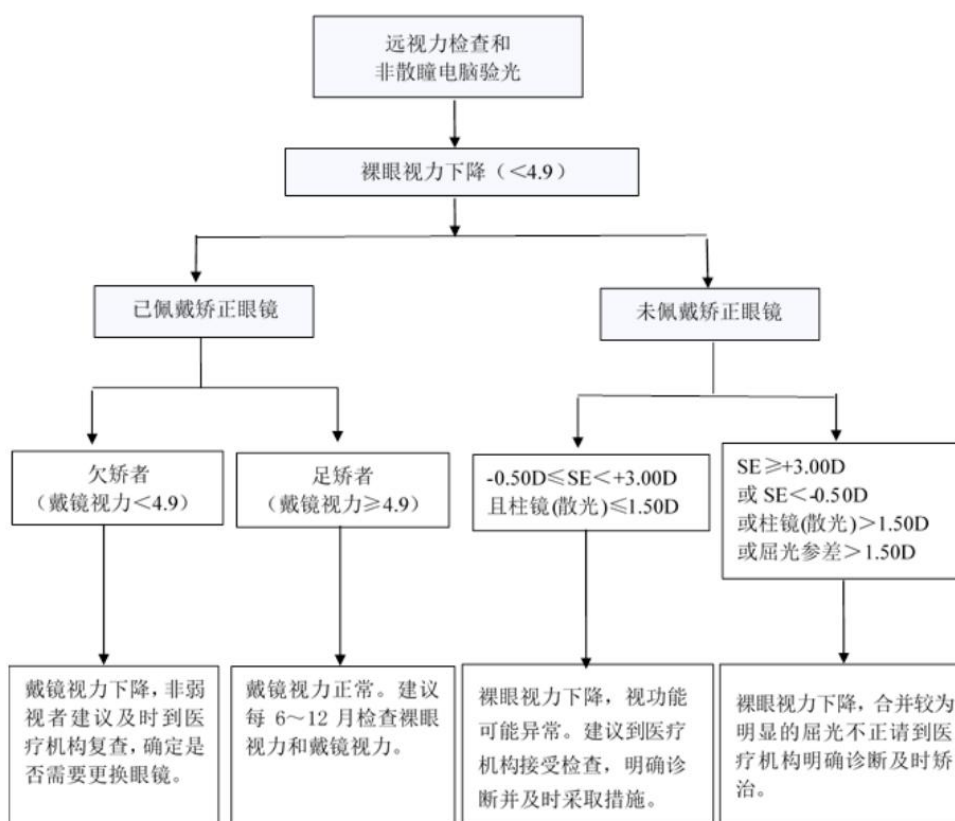 远视力检查和
非散瞳电脑验光
裸眼视力下降（＜4.9）
已佩戴矫正眼镜
未佩戴矫正眼镜
欠矫者
（戴镜视力＜4.9）
足矫者
（戴镜视力≥4.9）
-0.50D≤SE＜+3.00D
且柱镜(散光)≤1.50D
SE≥+3.00D
或 SE＜-0.50D
或柱镜(散光)＞1.50D
或屈光参差＞1.50D
戴镜视力下降，非弱
视者建议及时到医
疗机构复查，确定是
否需要更换眼镜。
戴镜视力正常。建议
每 6～12 月检查裸眼
视力和戴镜视力。
裸眼视力下降，视功能
可能异常。建议到医疗
机构接受检查，明确诊
断并及时采取措施。
裸眼视力下降，合并较为
明显的屈光不正请到医
疗机构明确诊断及时矫
治。